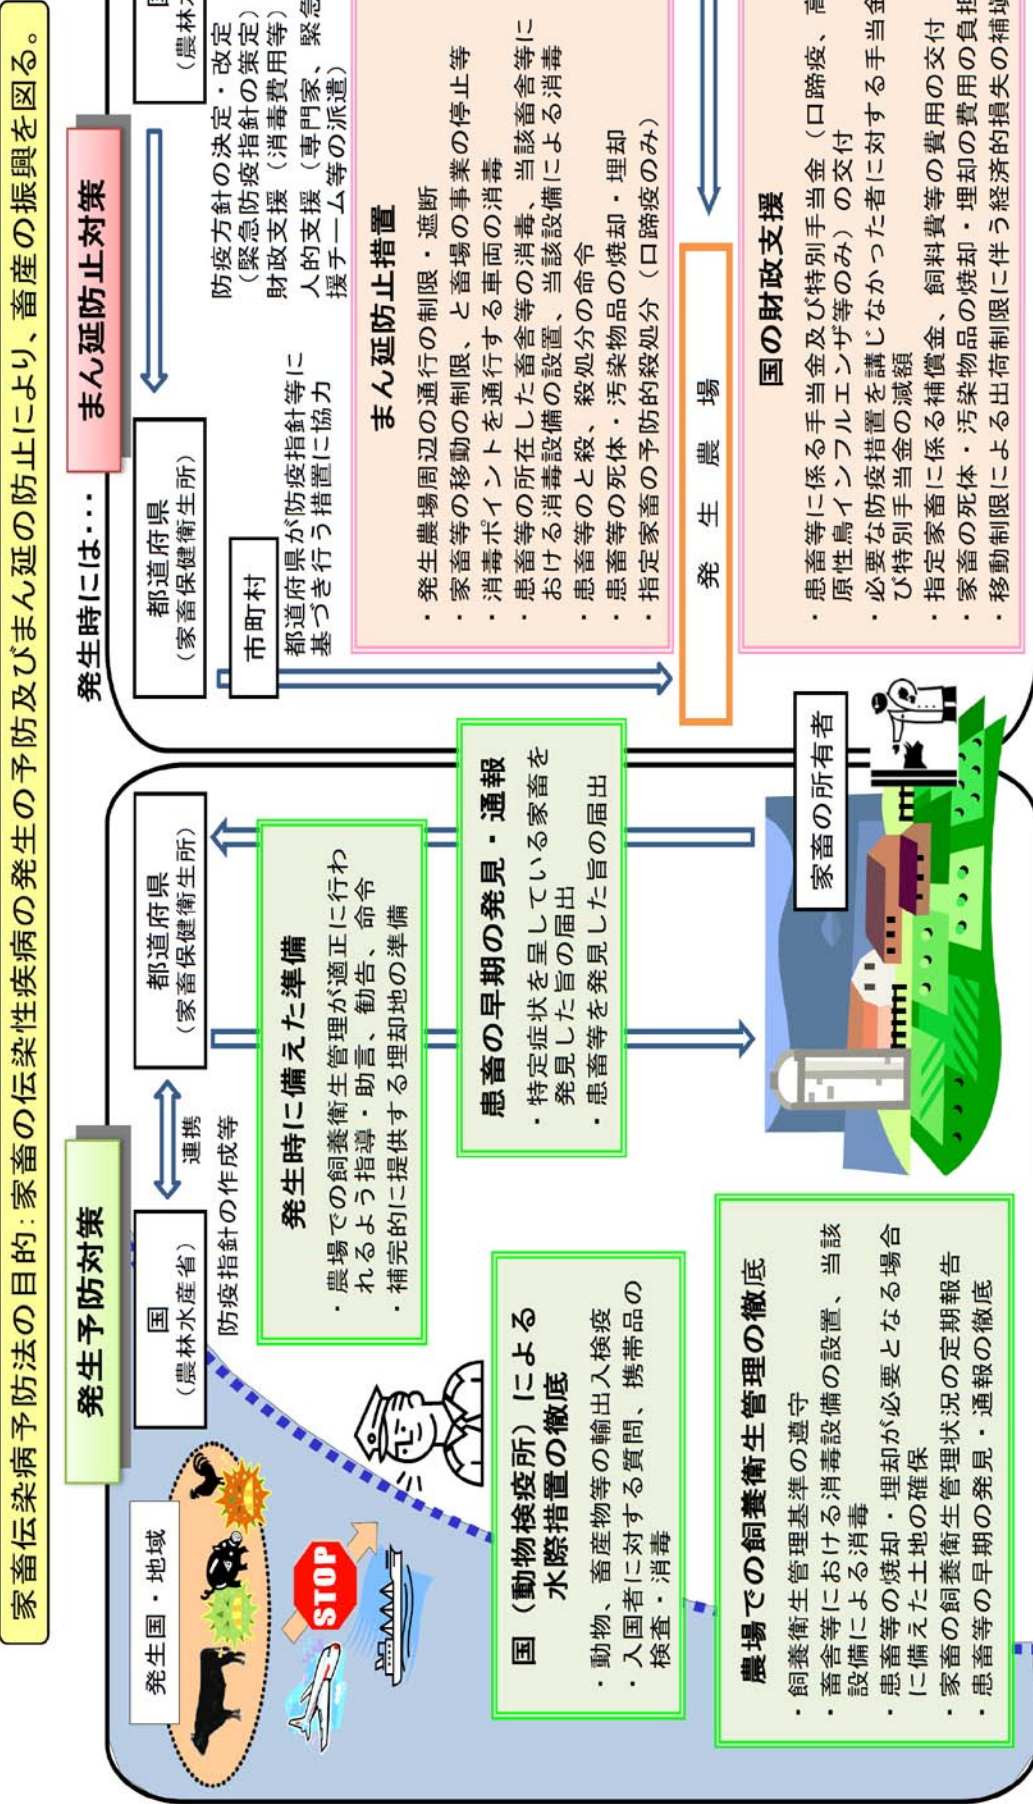 家畜伝染病予防法の目的:家畜の伝染性疾病の発生の予防及びまん延の防止により、畜産の振興を図る。
発生予防対策
発生国・地域
STOP
国
(農林水産省)
連携
都道府県
(家畜保健衛生所)
防疫指針の作成等
発生時に備えた準備
・農場での飼養衛生管理が適正に行わ
れるよう指導・助言、勧告、命令
・補完的に提供する埋却地の準備
国(動物検疫所)による
水際措置の徹底
・動物、畜産物等の輸出入検疫
・入国者に対する質問、携帯品の
検査・消毒
患畜の早期の発見・通報
・特定症状を呈している家畜を
発見した旨の届出
・患畜等を発見した旨の届出
農場での飼養衛生管理の徹底
・飼養衛生管理基準の遵守
・畜舎等における消毒設備の設置、当該
設備による消毒
・患畜等の焼却・埋却が必要となる場合
に備えた土地の確保
・家畜の飼養衛生管理状況の定期報告
・患畜等の早期の発見・通報の徹底
家畜の所有者
発生時には・・・
まん延防止対策
都道府県
(家畜保健衛生所)
(農林水
市町村
都道府県が防疫指針等に
基づき行う措置に協力
防疫方針の決定・改定
(緊急防疫指針の策定)
財政支援(消毒費用等)
人的支援(専門家、緊急
援チーム等の派遣)
まん延防止措置
・発生農場周辺の通行の制限・遮断
・家畜等の移動の制限、と畜場の事業の停止等
・消毒ポイントを通行する車両の消毒
・患畜等の所在した畜舎等の消毒、当該畜舎等に
おける消毒設備の設置、当該設備による消毒
・患畜等のと殺、殺処分の命令
・患畜等の死体・汚染物品の焼却・埋却
・指定家畜の予防的殺処分(口蹄疫のみ)
発生農場
国の財政支援
・患畜等に係る手当金及び特別手当金(口蹄疫、高
原性鳥インフルエンザ等のみ)の交付
・必要な防疫措置を講じなかった者に対する手当金
び特別手当金の減額
・指定家畜に係る補償金、飼料費等の費用の交付
・家畜の死体・汚染物品の焼却・埋却の費用の負担
・移動制限による出荷制限に伴う経済的損失の補塡